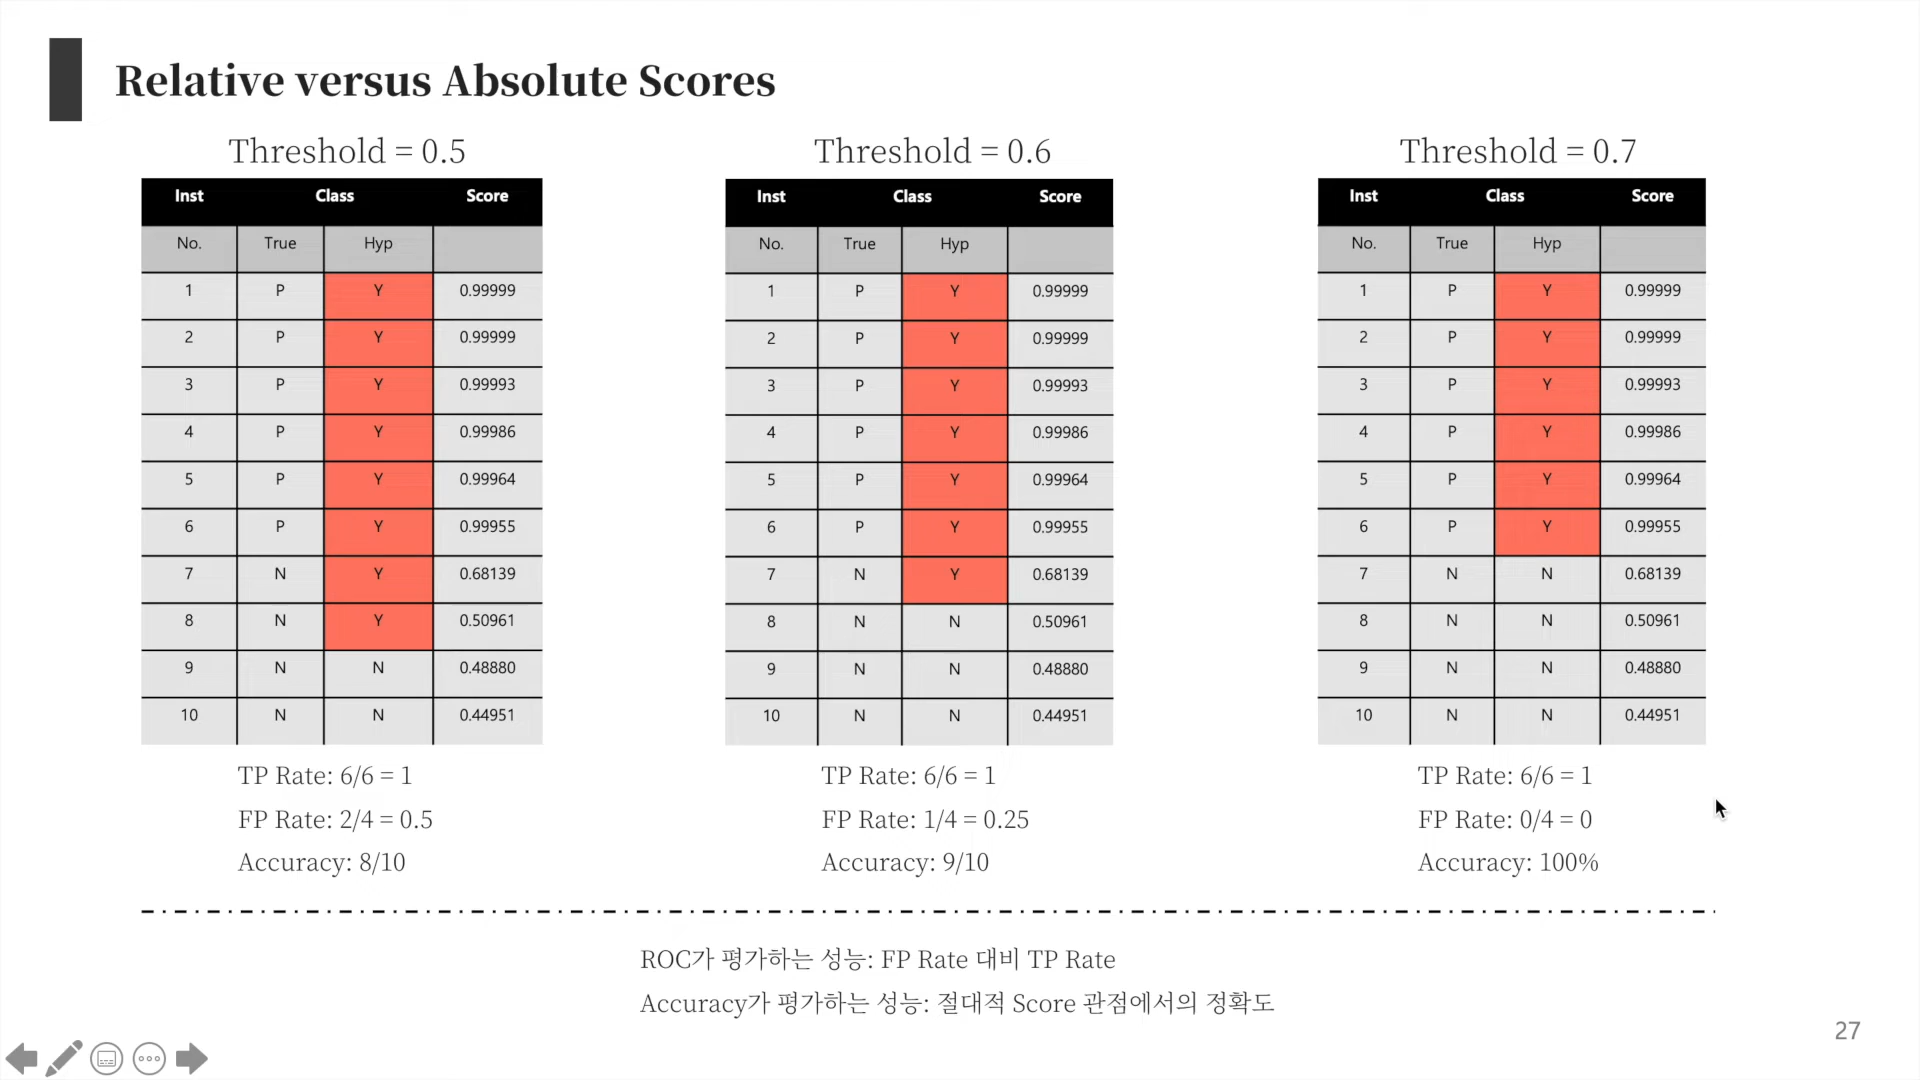 Relative versus Absolute Scores
Threshold = 0.5
Inst Class Score
No. True Hyp
1 P Y 0.99999
2 P Y 0.99999
3 P Y 0.99993
4 P Y 0.99986
5 P Y 0.99964
6 P Y 0.99955
7 N Y 0.68139
8 N Y 0.50961
9 N N 0.48880
10 N N 0.44951
TP Rate: 6/6 = 1
FP Rate: 2/4 = 0.5
Accuracy: 8/10
Threshold = 0.6
Inst Class Score
No. True Hyp
1 P Y 0.99999
2 P Y 0.99999
3 P Y 0.99993
4 P Y 0.99986
5 P Y 0.99964
6 P Y 0.99955
7 N Y 0.68139
8 N N 0.50961
9 N N 0.48880
10 N N 0.44951
TP Rate: 6/6 = 1
FP Rate: 1/4 = 0.25
Accuracy: 9/10
Threshold = 0.7
Inst Class Score
No. True Hyp
1 P Y 0.99999
2 P Y 0.99999
3 P Y 0.99993
4 P Y 0.99986
5 P Y 0.99964
6 P Y 0.99955
7 N N 0.68139
8 N N 0.50961
9 N N 0.48880
10 N N 0.44951
TP Rate: 6/6 = 1
FP Rate: 0/4 = 0
Accuracy: 100%
ROC가 평가하는 성능: FP Rate 대비 TP Rate
Accuracy가 평가하는 성능: 절대적 Score 관점에서의 정확도
27